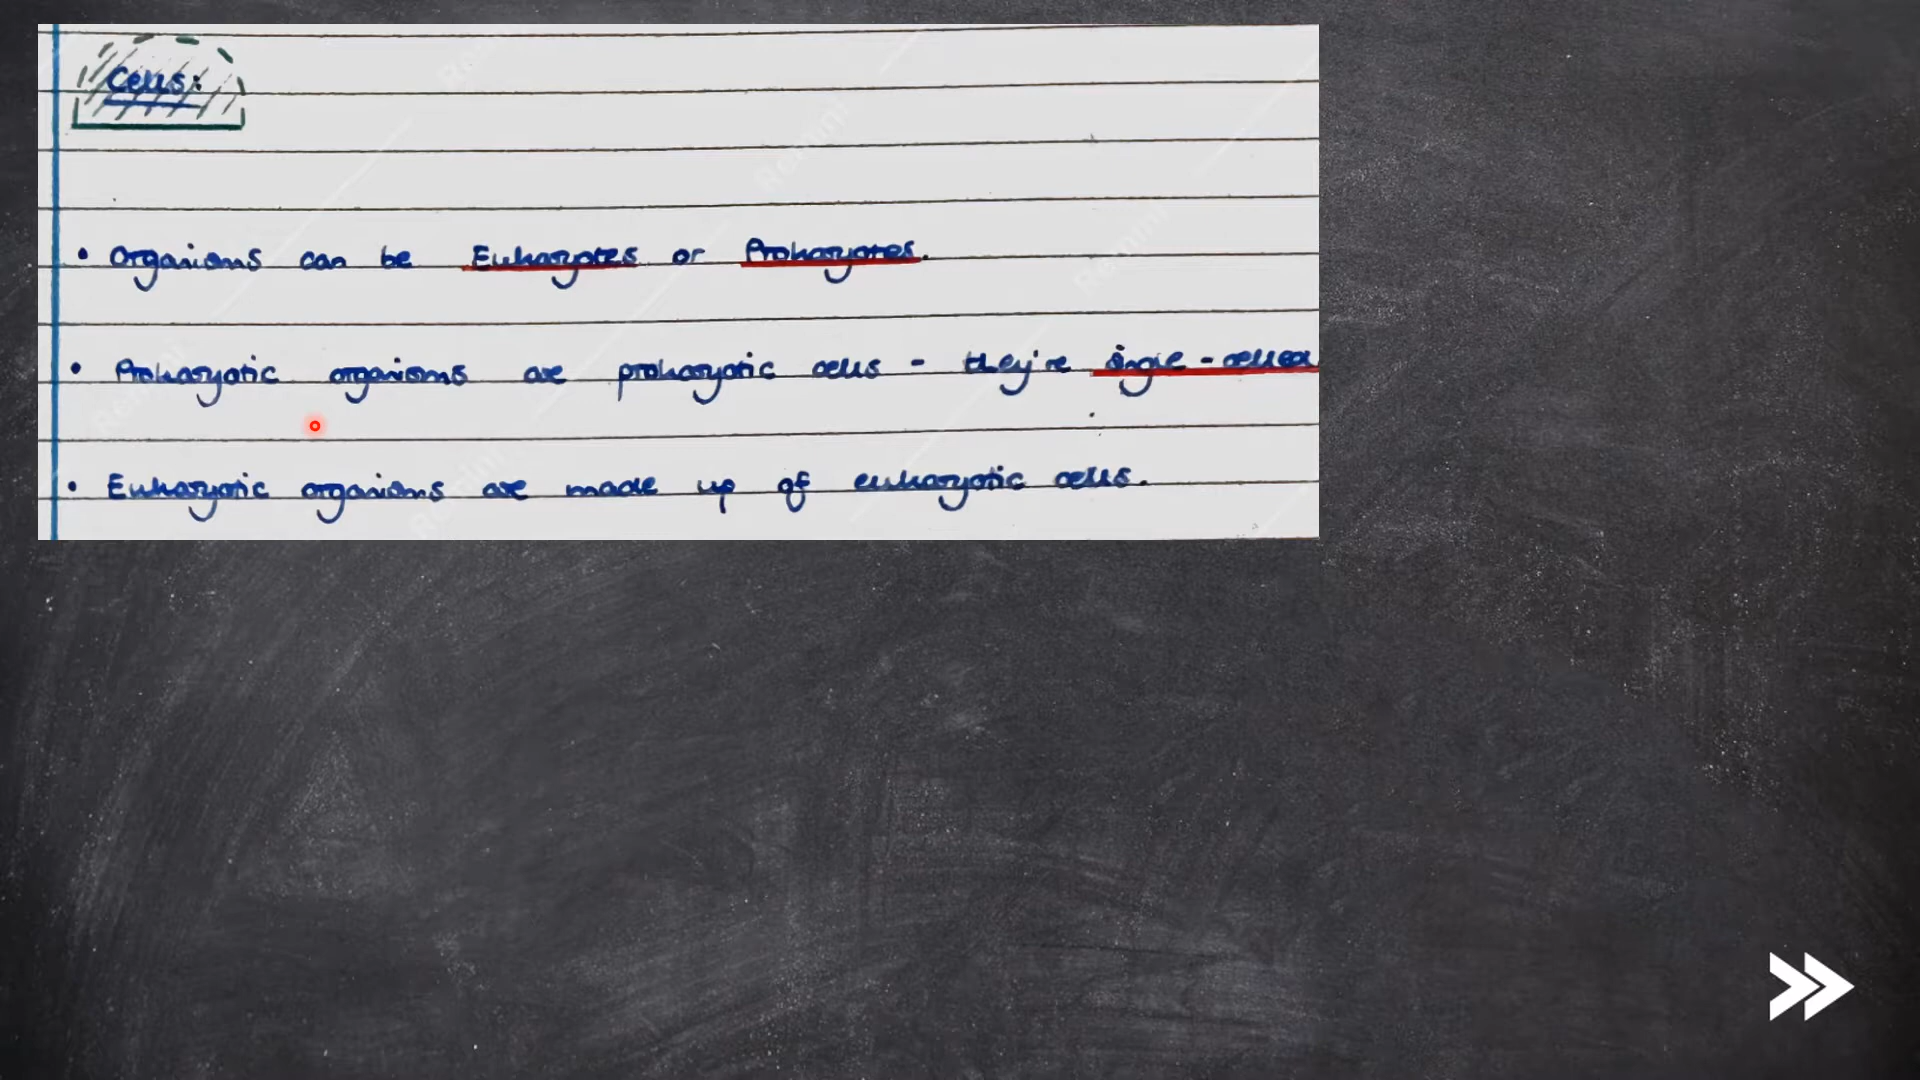 Cells:
• Organisms can be Eukaryotes or Prokaryotes.
• Prokaryotic organisms are prokaryotic cells - they're single-celled
• Eukaryotic organisms are made up of eukaryotic cells.